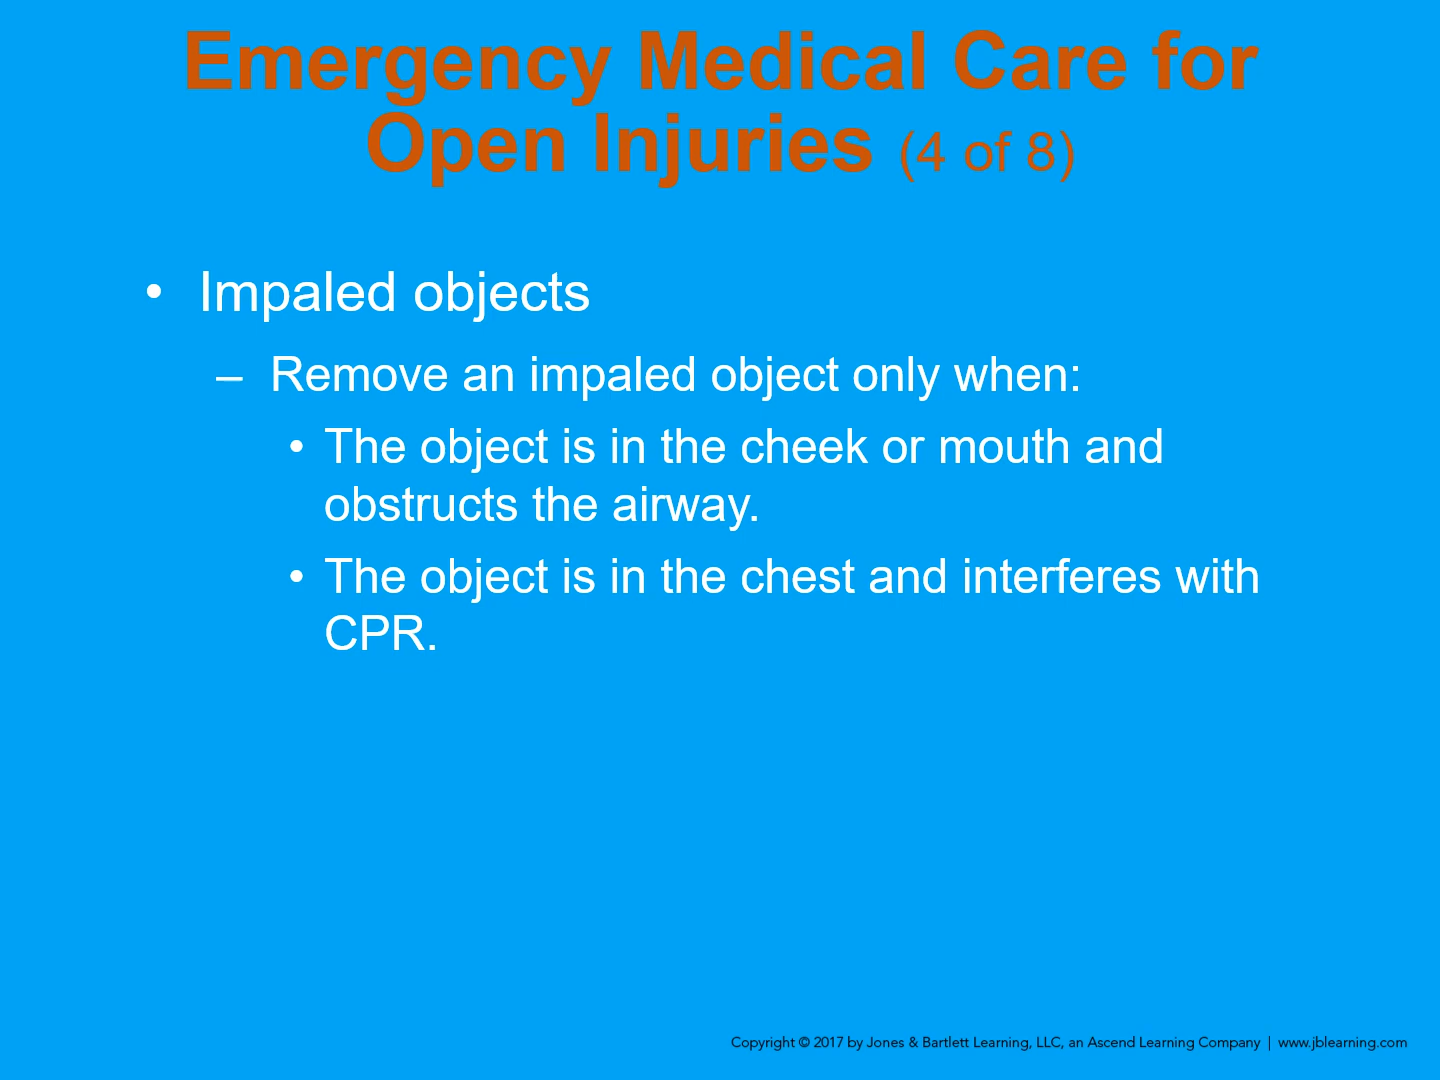 Emergency Medical Care for
Open Injuries (4 of 8)
• Impaled objects
– Remove an impaled object only when:
• The object is in the cheek or mouth and
obstructs the airway.
• The object is in the chest and interferes with
CPR.
Copyright © 2017 by Jones & Bartlett Learning, LLC, an Ascend Learning Company | www.jblearning.com